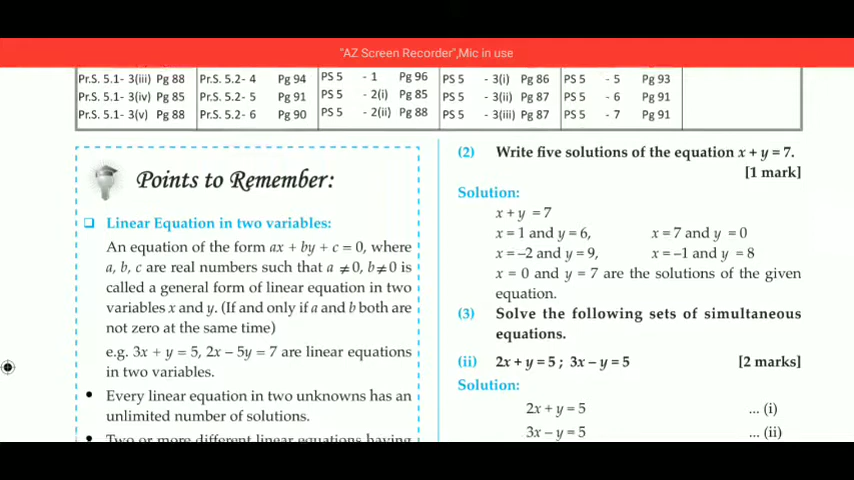 "AZ Screen Recorder",Mic in use
Pr.S. 5.1- 3(iii) Pg 88 Pr.S. 5.2- 4 Pg 94 PS 5 - 1 Pg 96 PS 5 - 3(i) Pg 86 PS 5 - 5 Pg 93
Pr.S. 5.1- 3(iv) Pg 85 Pr.S. 5.2- 5 Pg 91 PS 5 - 2(i) Pg 85 PS 5 - 3(ii) Pg 87 PS 5 - 6 Pg 91
Pr.S. 5.1- 3(v) Pg 88 Pr.S. 5.2- 6 Pg 90 PS 5 - 2(ii) Pg 88 PS 5 - 3(iii) Pg 87 PS 5 - 7 Pg 91
Points to Remember:
❑ Linear Equation in two variables:
An equation of the form ax + by + c = 0, where
a, b, c are real numbers such that a ≠ 0, b ≠ 0 is
called a general form of linear equation in two
variables x and y. (If and only if a and b both are
not zero at the same time)
e.g. 3x + y = 5, 2x – 5y = 7 are linear equations
in two variables.
• Every linear equation in two unknowns has an
unlimited number of solutions.
• Two or more different linear equations having
(2) Write five solutions of the equation x + y = 7.
[1 mark]
Solution:
x + y = 7
x = 1 and y = 6, x = 7 and y = 0
x = –2 and y = 9, x = –1 and y = 8
x = 0 and y = 7 are the solutions of the given
equation.
(3) Solve the following sets of simultaneous
equations.
(ii) 2x + y = 5 ; 3x – y = 5 [2 marks]
Solution:
2x + y = 5 ... (i)
3x – y = 5 ... (ii)